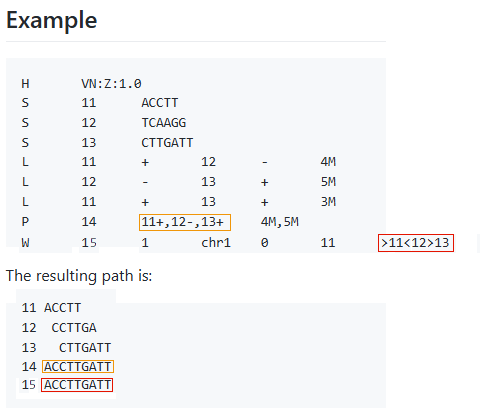 Example
H VN:Z:1.0
S 11 ACCTT
S 12 TCAAGG
S 13 CTTGATT
L 11 + 12 - 4M
L 12 - 13 + 5M
L 11 + 13 + 3M
P 14 11+,12-,13+ 4M,5M
W 15 1 chr1 0 11 >11<12>13
The resulting path is:
11 ACCTT
12 CCTTGA
13 CTTGATT
14 ACCTTGATT
15 ACCTTGATT